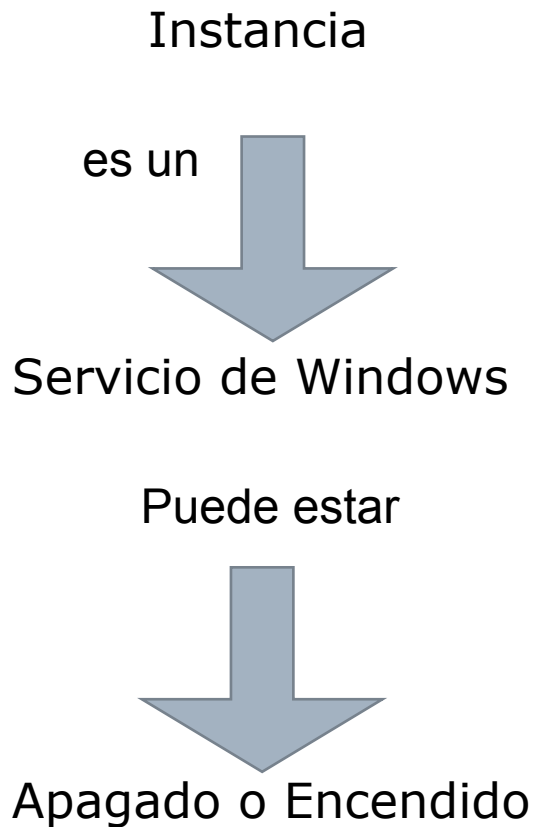 Instancia
es un
Servicio de Windows
Puede estar
Apagado o Encendido